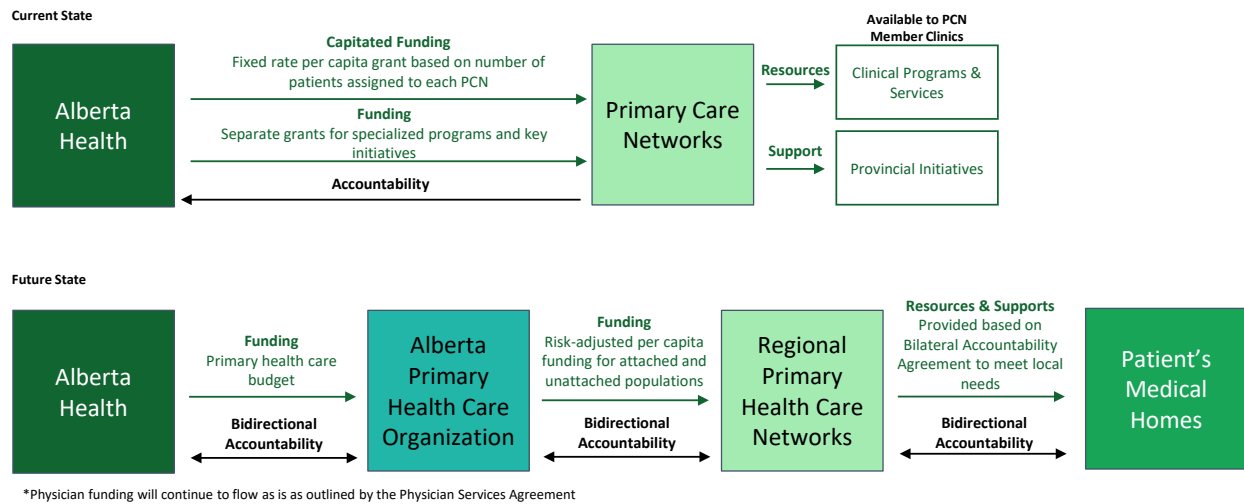 Current State
Available to PCN
Member Clinics
Alberta
Health
Capitated Funding
Fixed rate per capita grant based on number of
patients assigned to each PCN
Funding
Separate grants for specialized programs and key
initiatives
Accountability
Primary Care
Networks
Resources
Clinical Programs &
Services
Support
Provincial Initiatives
Future State
Alberta
Health
Funding
Primary health care
budget
Bidirectional
Accountability
Alberta
Primary
Health Care
Organization
Funding
Risk-adjusted per capita
funding for attached and
unattached populations
Bidirectional
Accountability
Regional
Primary
Health Care
Networks
Resources & Supports
Provided based on
Bilateral Accountability
Agreement to meet local
needs
Bidirectional
Accountability
Patient's
Medical
Homes
*Physician funding will continue to flow as is as outlined by the Physician Services Agreement